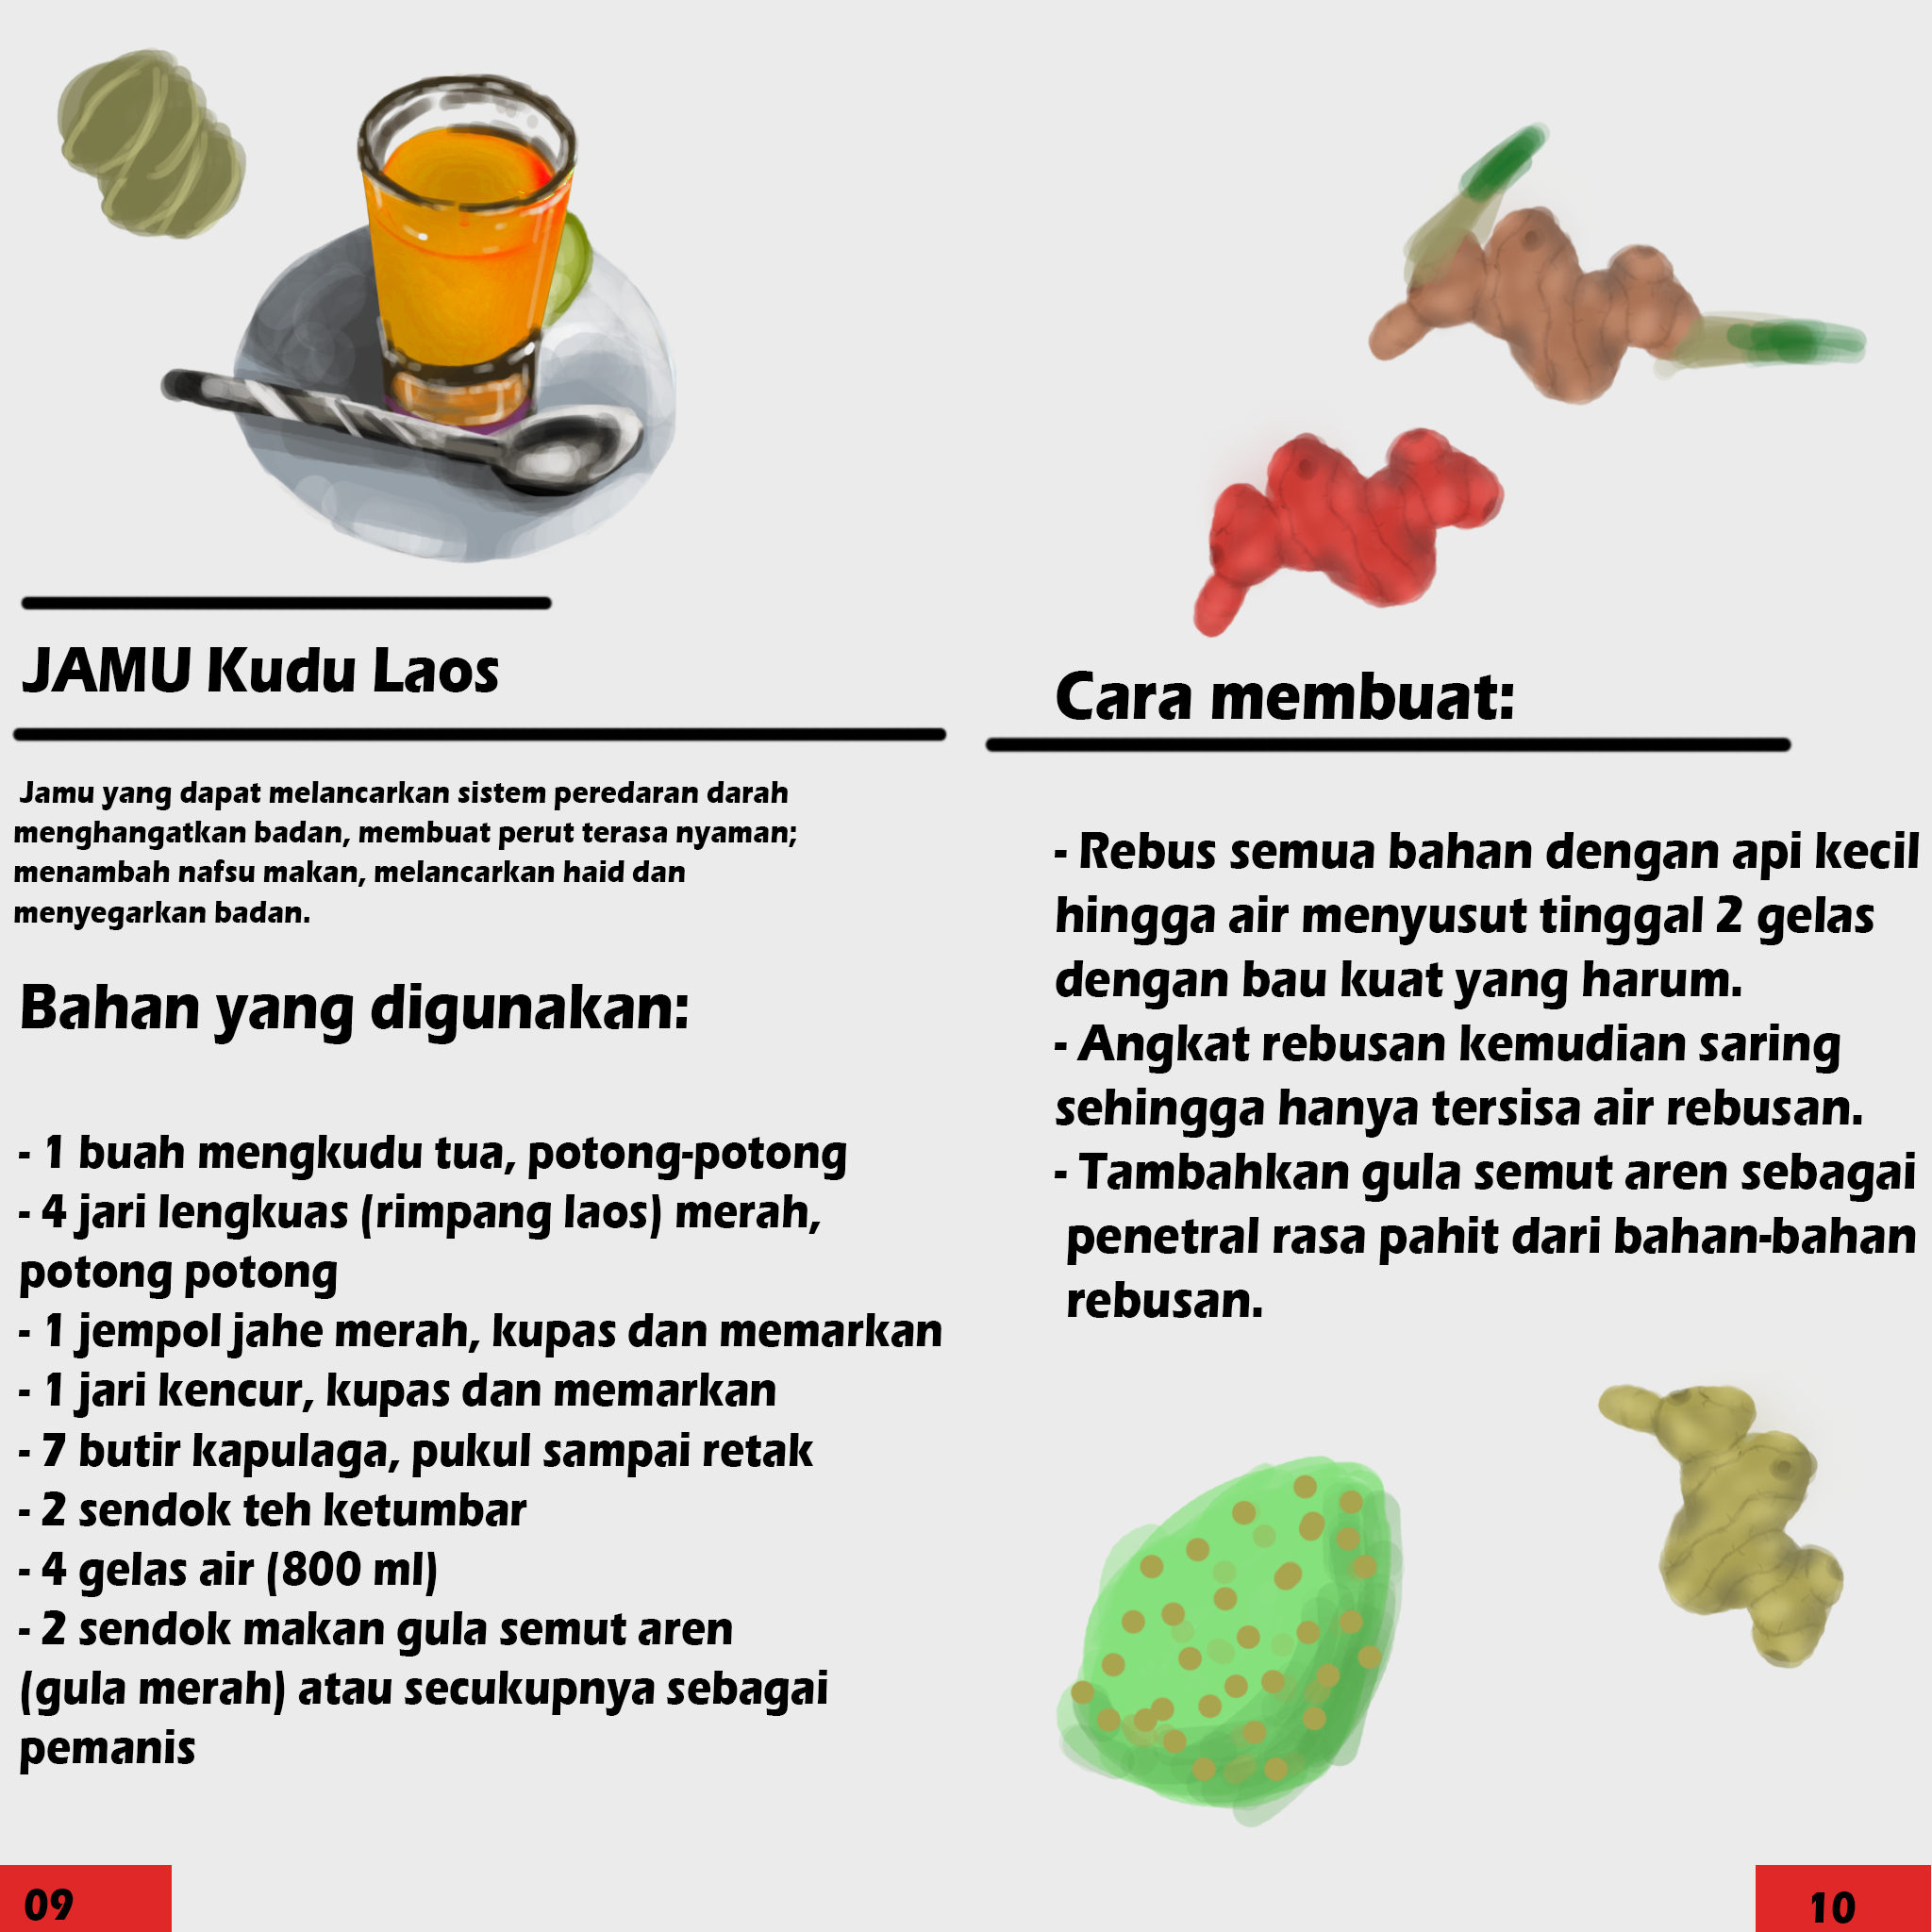 JAMU Kudu Laos
Jamu yang dapat melancarkan sistem peredaran darah
menghangatkan badan, membuat perut terasa nyaman;
menambah nafsu makan, melancarkan haid dan
menyegarkan badan.
Bahan yang digunakan:
- 1 buah mengkudu tua, potong-potong
- 4 jari lengkuas (rimpang laos) merah,
potong potong
- 1 jempol jahe merah, kupas dan memarkan
- 1 jari kencur, kupas dan memarkan
- 7 butir kapulaga, pukul sampai retak
- 2 sendok teh ketumbar
- 4 gelas air (800 ml)
- 2 sendok makan gula semut aren
(gula merah) atau secukupnya sebagai
pemanis
09
Cara membuat:
- Rebus semua bahan dengan api kecil
hingga air menyusut tinggal 2 gelas
dengan bau kuat yang harum.
- Angkat rebusan kemudian saring
sehingga hanya tersisa air rebusan.
- Tambahkan gula semut aren sebagai
penetral rasa pahit dari bahan-bahan
rebusan.
10